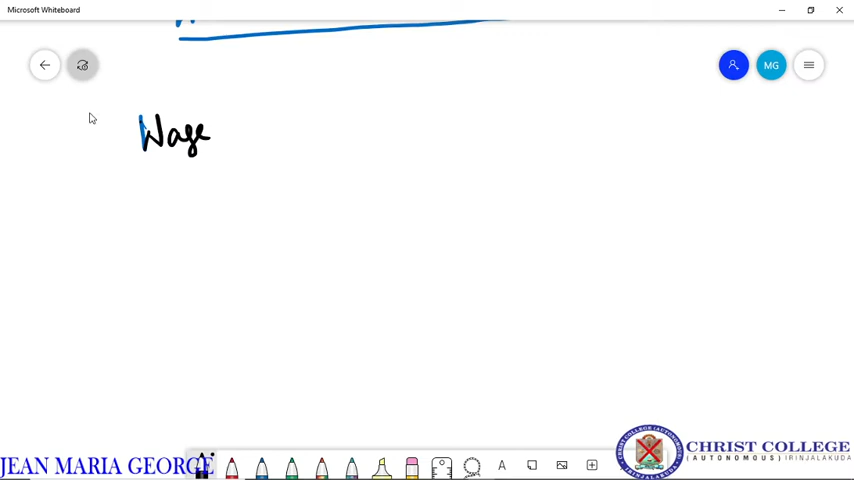 Microsoft Whiteboard
MG
Wage
A
JEAN MARIA GEORGE
CHRIST COLLEGE
(AUTONOMOUS) IRINJALAKUDA